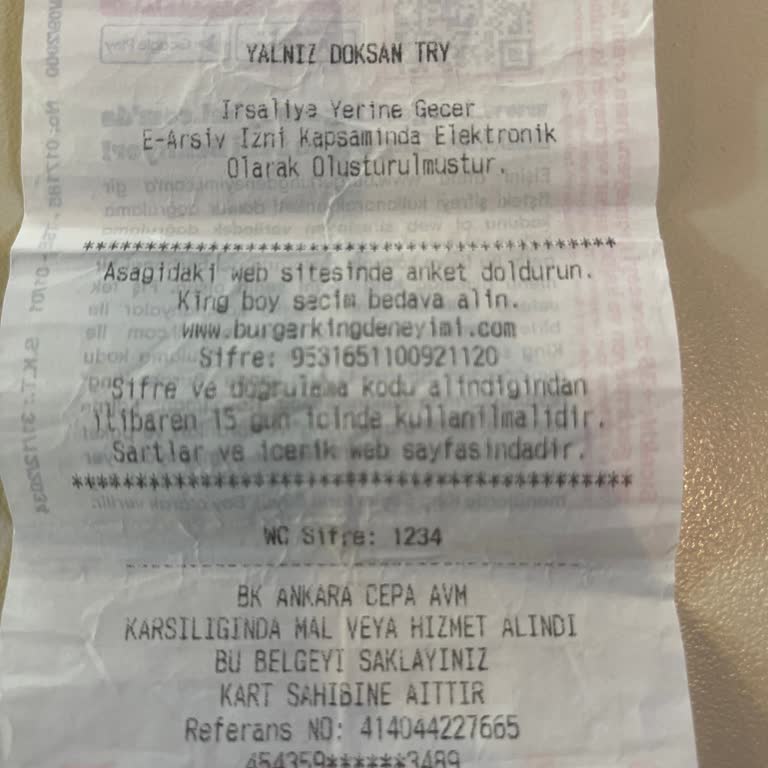 YALNIZ DOKSAN TRY
Irsaliye Yerine Gecer
E-Arsiv Izni Kapsaminda Elektronik
Olarak Olusturulmustur.
****************************************************
Asagidaki web sitesinde anket doldurun.
King boy secim bedava alin.
www.burgerkingdeneyimi.com
Sifre: 9531651100921120
Sifre ve dogrulama kodu alindigindan
itibaren 15 gun icinde kullanilmalidir.
Sartlar ve icerik web sayfasindadir.
****************************************************
WC Sifre: 1234
BK ANKARA CEPA AVM
KARSILIGINDA MAL VEYA HIZMET ALINDI
BU BELGEYI SAKLAYINIZ
KART SAHIBINE AITTIR
Referans NO: 414044227665
454359******3489